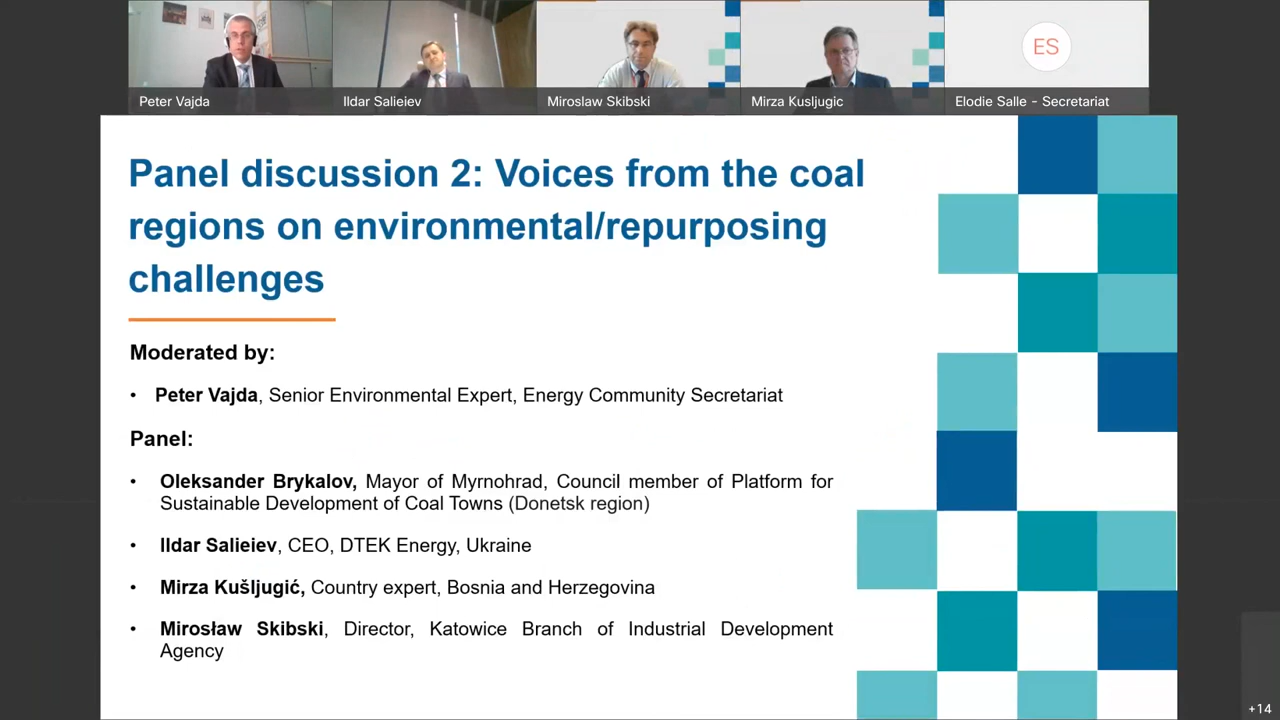 Peter Vajda
Ildar Salieiev
Miroslaw Skibski
Mirza Kusljugic
ES
Elodie Salle - Secretariat
Panel discussion 2: Voices from the coal
regions on environmental/repurposing
challenges
Moderated by:
• Peter Vajda, Senior Environmental Expert, Energy Community Secretariat
Panel:
• Oleksander Brykalov, Mayor of Myrnohrad, Council member of Platform for
Sustainable Development of Coal Towns (Donetsk region)
• Ildar Salieiev, CEO, DTEK Energy, Ukraine
• Mirza Kušljugić, Country expert, Bosnia and Herzegovina
• Mirosław Skibski, Director, Katowice Branch of Industrial Development
Agency
+14